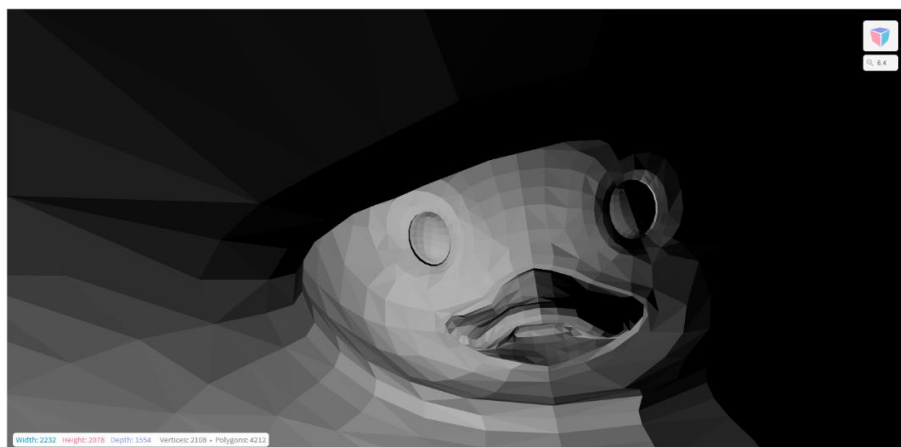 6.4
Width: 2232 Height: 2078 Depth: 1554 Vertices: 2108 • Polygons: 4212